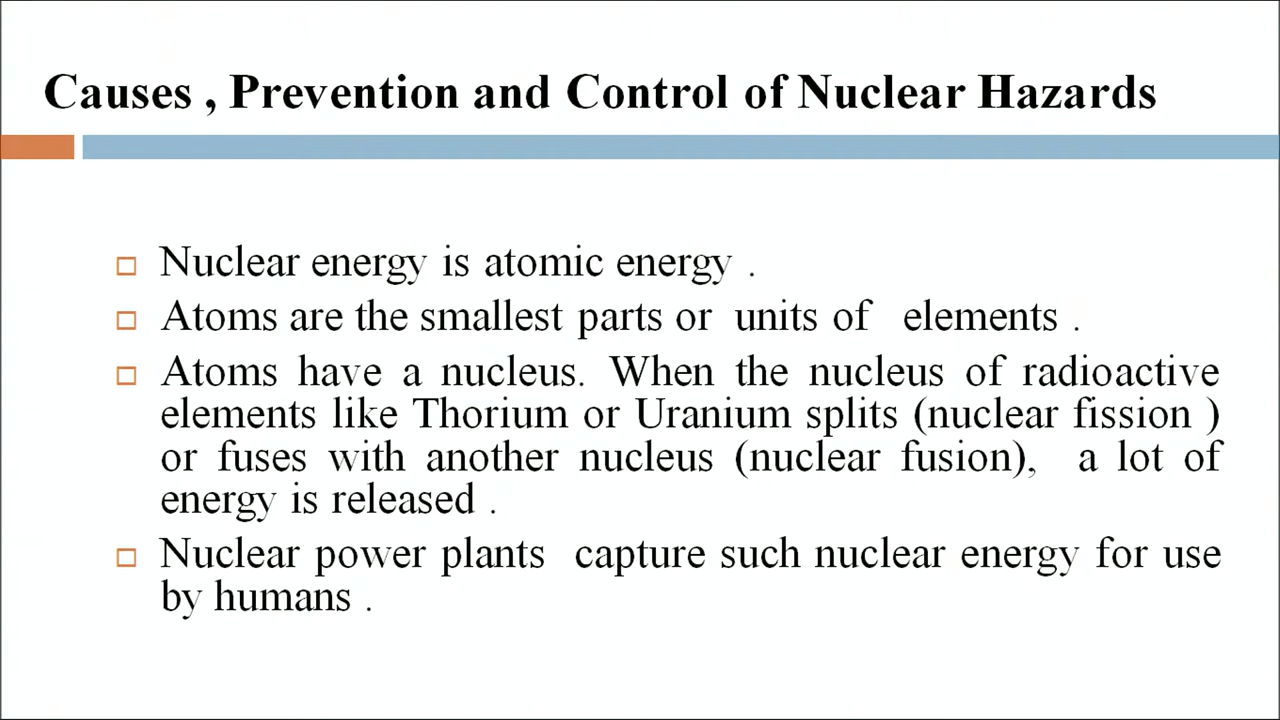 Causes , Prevention and Control of Nuclear Hazards
Nuclear energy is atomic energy .
Atoms are the smallest parts or units of elements .
Atoms have a nucleus. When the nucleus of radioactive
elements like Thorium or Uranium splits (nuclear fission )
or fuses with another nucleus (nuclear fusion), a lot of
energy is released .
Nuclear power plants capture such nuclear energy for use
by humans .